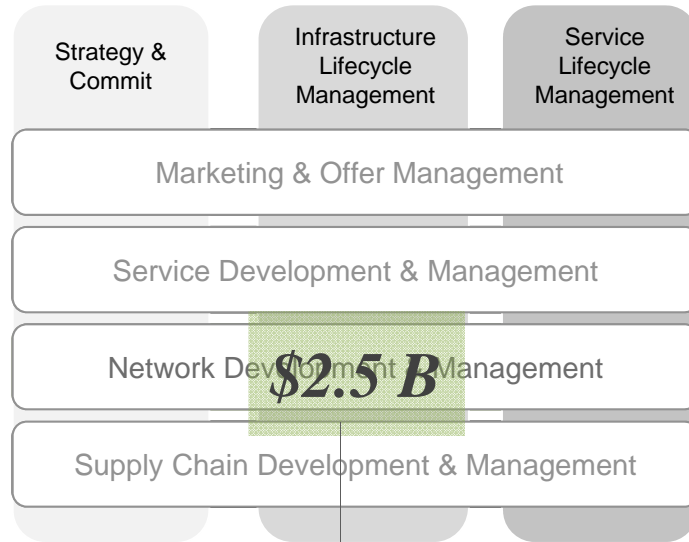 Strategy &
Commit
Infrastructure
Lifecycle
Management
Service
Lifecycle
Management
Marketing & Offer Management
Service Development & Management
Network Development & Management
$2.5 B
Supply Chain Development & Management